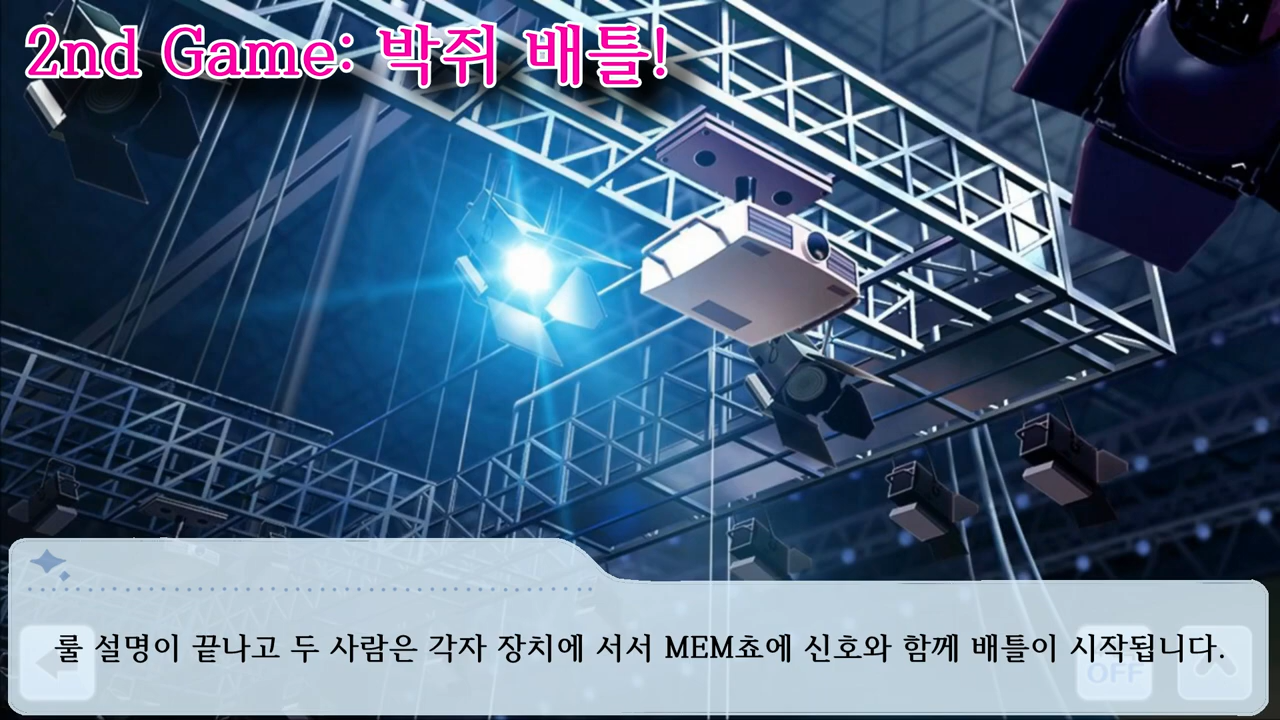 2nd Game: 박쥐 배틀!
룰 설명이 끝나고 두 사람은 각자 장치에 서서 MEM쵸에 신호와 함께 배틀이 시작됩니다.
OFF